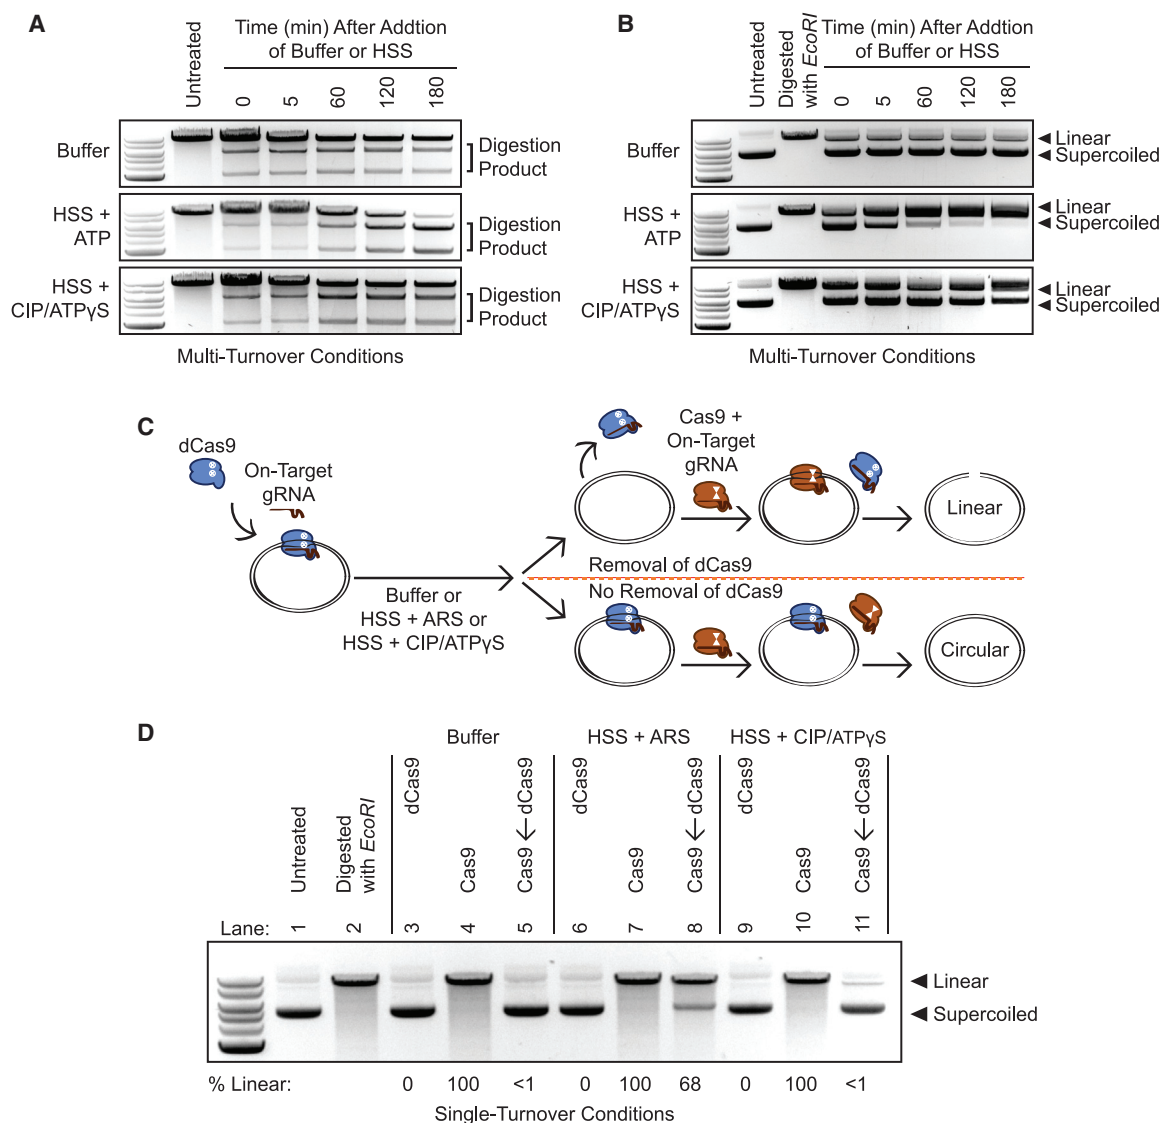 A
Time (min) After Addtion
of Buffer or HSS
Untreated
0
5
60
120
180
Buffer
Digestion
Product
HSS +
ATP
Digestion
Product
HSS +
CIP/ATPγS
Digestion
Product
Multi-Turnover Conditions
B
Time (min) After Addtion
of Buffer or HSS
Untreated
Digested
with EcoRI
0
5
60
120
180
Buffer
Linear
Supercoiled
HSS +
ATP
Linear
Supercoiled
HSS +
CIP/ATPγS
Linear
Supercoiled
Multi-Turnover Conditions
C
dCas9
On-Target
gRNA
Buffer or
HSS + ARS or
HSS + CIP/ATPγS
Cas9 +
On-Target
gRNA
Linear
Removal of dCas9
No Removal of dCas9
Circular
D
Buffer
HSS + ARS
HSS + CIP/ATPγS
Untreated
Digested
with EcoRI
dCas9
Cas9
Cas9 ← dCas9
dCas9
Cas9
Cas9 ← dCas9
dCas9
Cas9
Cas9 ← dCas9
Lane: 1 2 3 4 5 6 7 8 9 10 11
Linear
Supercoiled
% Linear: 0 100 <1 0 100 68 0 100 <1
Single-Turnover Conditions